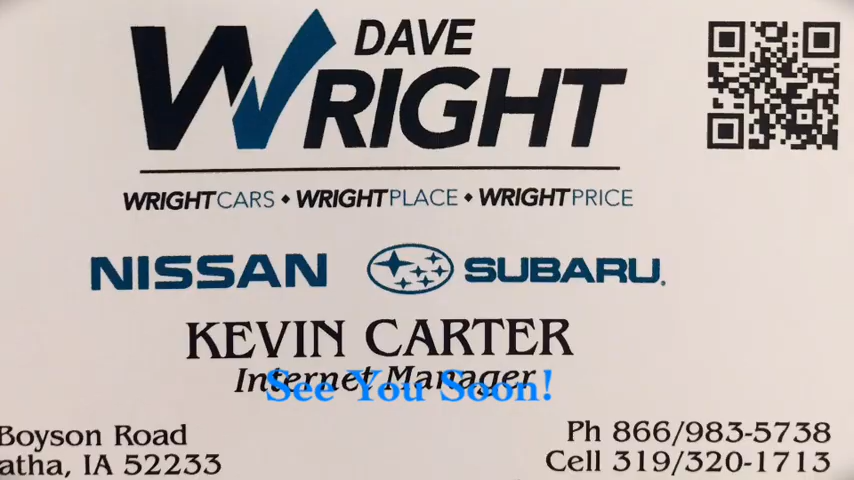 DAVE
WRIGHT
WRIGHTCARS • WRIGHTPLACE • WRIGHTPRICE
NISSAN SUBARU.
KEVIN CARTER
Internet Manager
See You Soon!
Boyson Road
Ph 866/983-5738
atha, IA 52233
Cell 319/320-1713